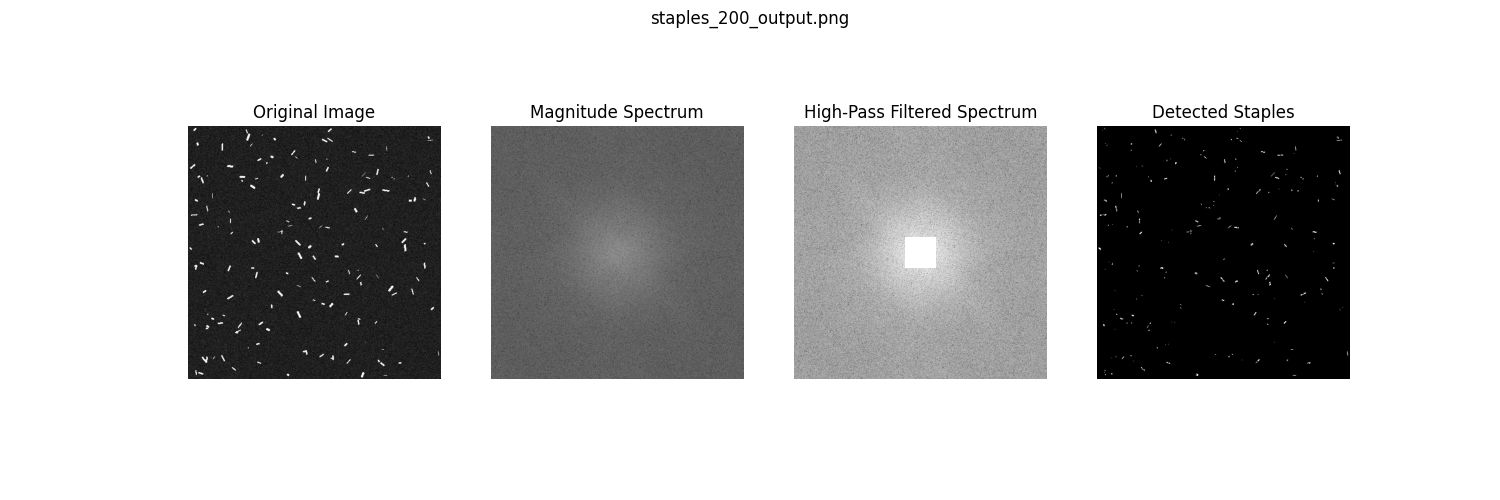 staples_200_output.png
Original Image
Magnitude Spectrum
High-Pass Filtered Spectrum
Detected Staples